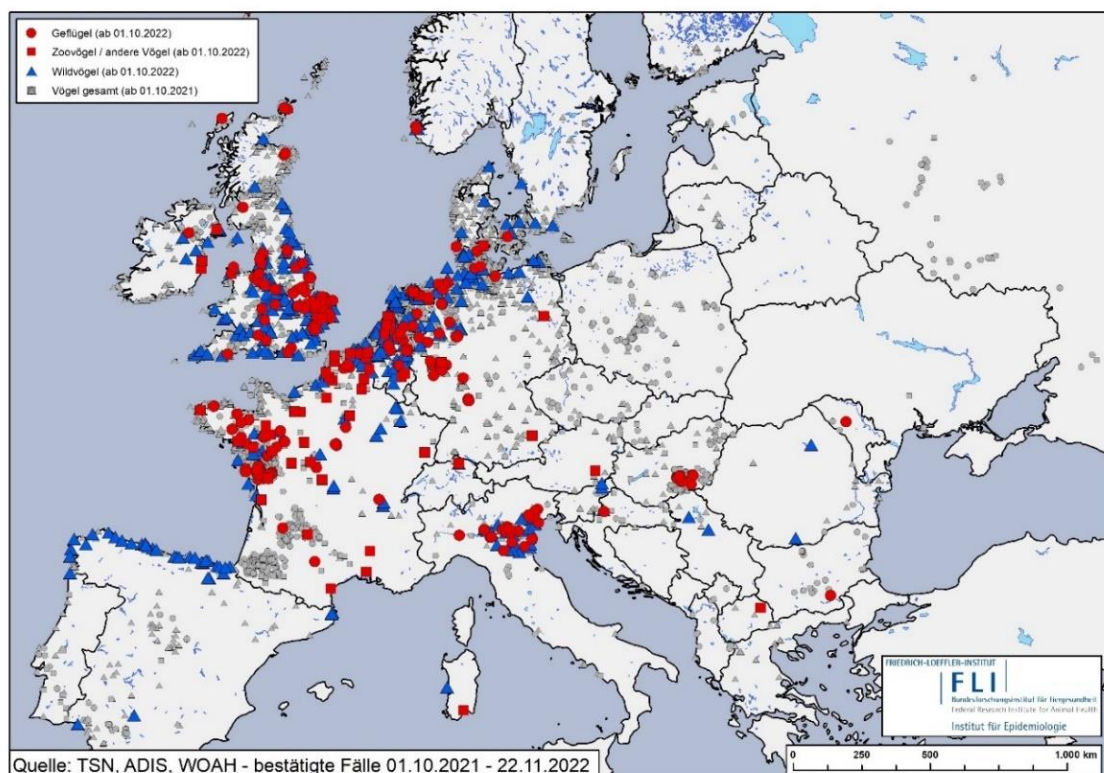 Geflügel (ab 01.10.2022)
Zoovögel / andere Vögel (ab 01.10.2022)
Wildvögel (ab 01.10.2022)
Vögel gesamt (ab 01.10.2021)
FRIEDRICH-LOEFFLER-INSTITUT
FLI
Bundesforschungsinstitut für Tiergesundheit
Federal Research Institute for Animal Health
Institut für Epidemiologie
Quelle: TSN, ADIS, WOAH - bestätigte Fälle 01.10.2021 - 22.11.2022
0 250 500 1.000 km